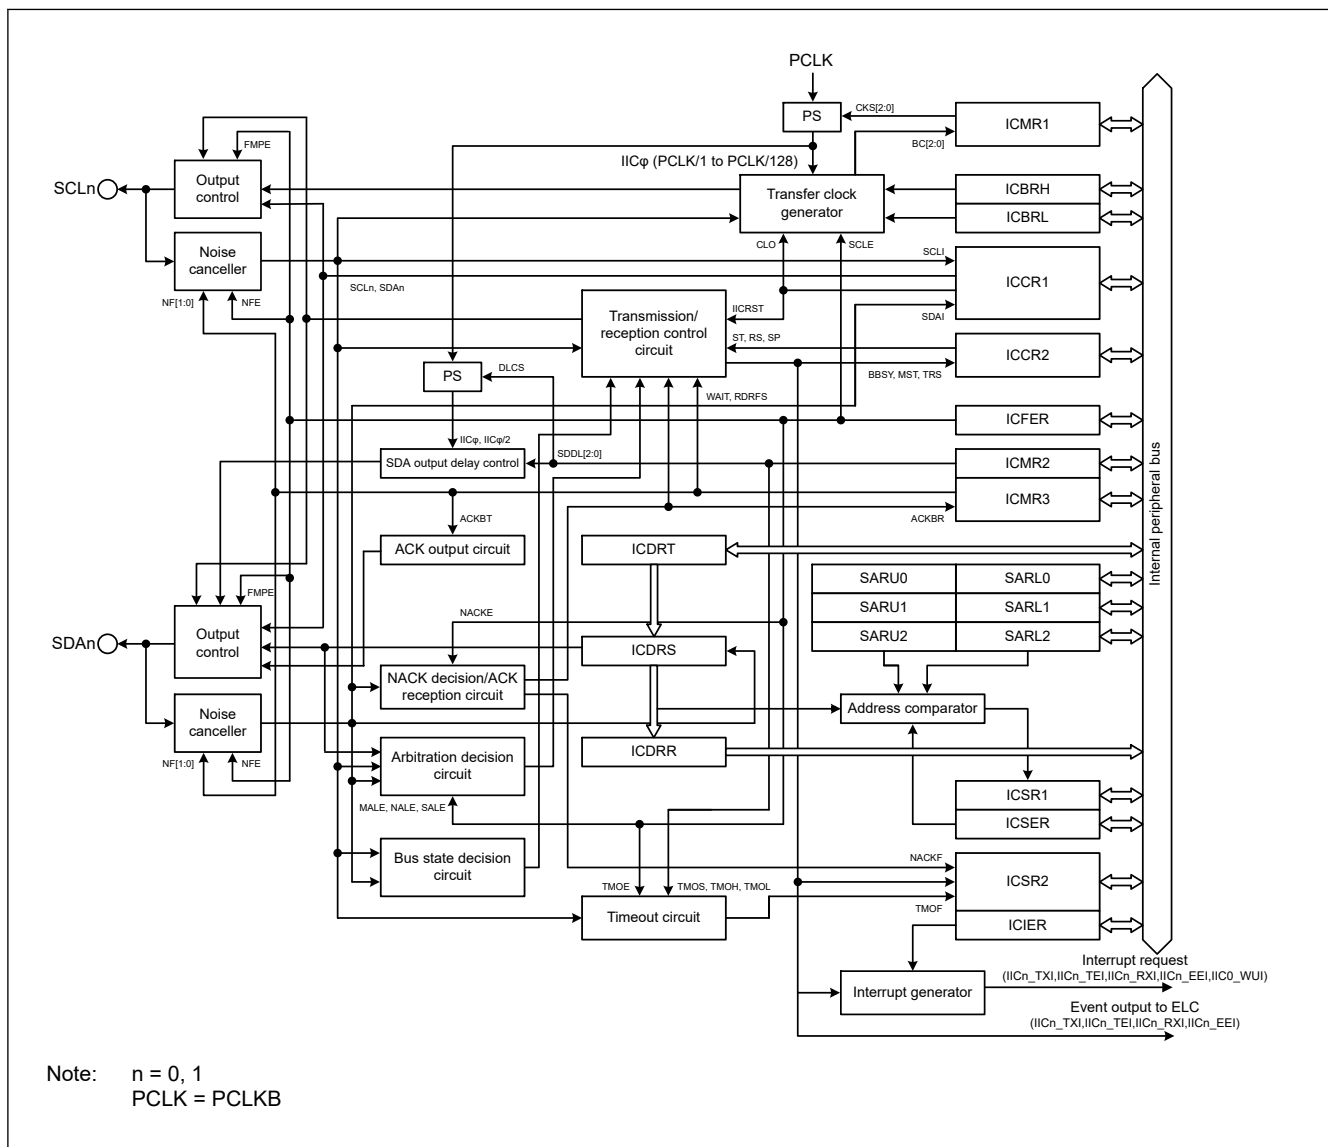 PCLK
PS
CKS[2:0]
ICMR1
BC[2:0]
FMPE
IICφ (PCLK/1 to PCLK/128)
SCLn
Output
control
Transfer clock
generator
ICBRH
ICBRL
Noise
canceller
CLO
SCLE
SCLI
NF[1:0]
NFE
SCLn, SDAn
ICCR1
Transmission/
reception control
circuit
IICRST
SDAI
ST, RS, SP
ICCR2
PS
DLCS
BBSY, MST, TRS
WAIT, RDRFS
ICFER
IICφ, IICφ/2
SDA output delay control
SDDL[2:0]
ICMR2
ICMR3
ACKBT
ACKBR
ACK output circuit
ICDRT
Internal peripheral bus
SARU0
SARL0
FMPE
SARU1
SARL1
NACKE
SDAn
Output
control
ICDRS
SARU2
SARL2
NACK decision/ACK
reception circuit
Noise
canceller
Address comparator
NF[1:0]
NFE
Arbitration decision
circuit
ICDRR
MALE, NALE, SALE
ICSR1
ICSER
Bus state decision
circuit
NACKF
ICSR2
TMOE
TMOS, TMOH, TMOL
TMOF
Timeout circuit
ICIER
Interrupt request
(IICn_TXI,IICn_TEI,IICn_RXI,IICn_EEI,IIC0_WUI)
Interrupt generator
Event output to ELC
(IICn_TXI,IICn_TEI,IICn_RXI,IICn_EEI)
Note: n = 0, 1
PCLK = PCLKB